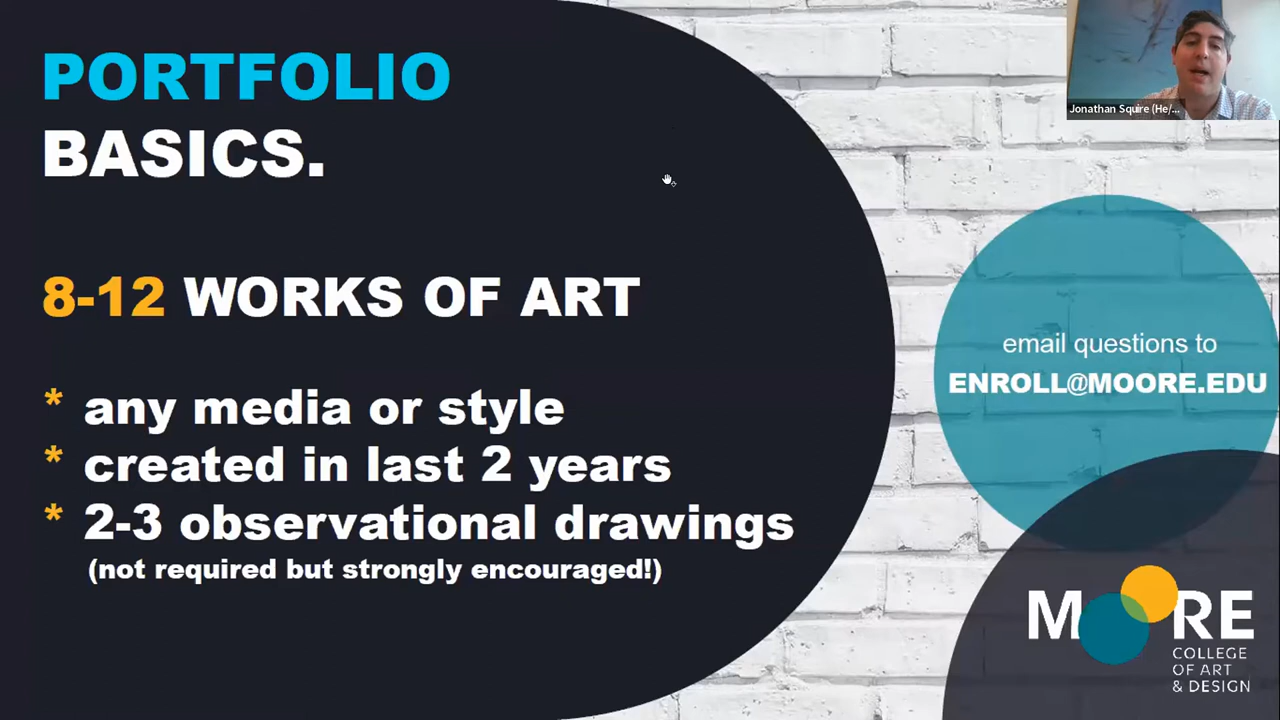 PORTFOLIO
BASICS.
8-12 WORKS OF ART
* any media or style
* created in last 2 years
* 2-3 observational drawings
(not required but strongly encouraged!)
Jonathan Squire (He/...
email questions to
ENROLL@MOORE.EDU
MOORE
COLLEGE
OF ART
& DESIGN